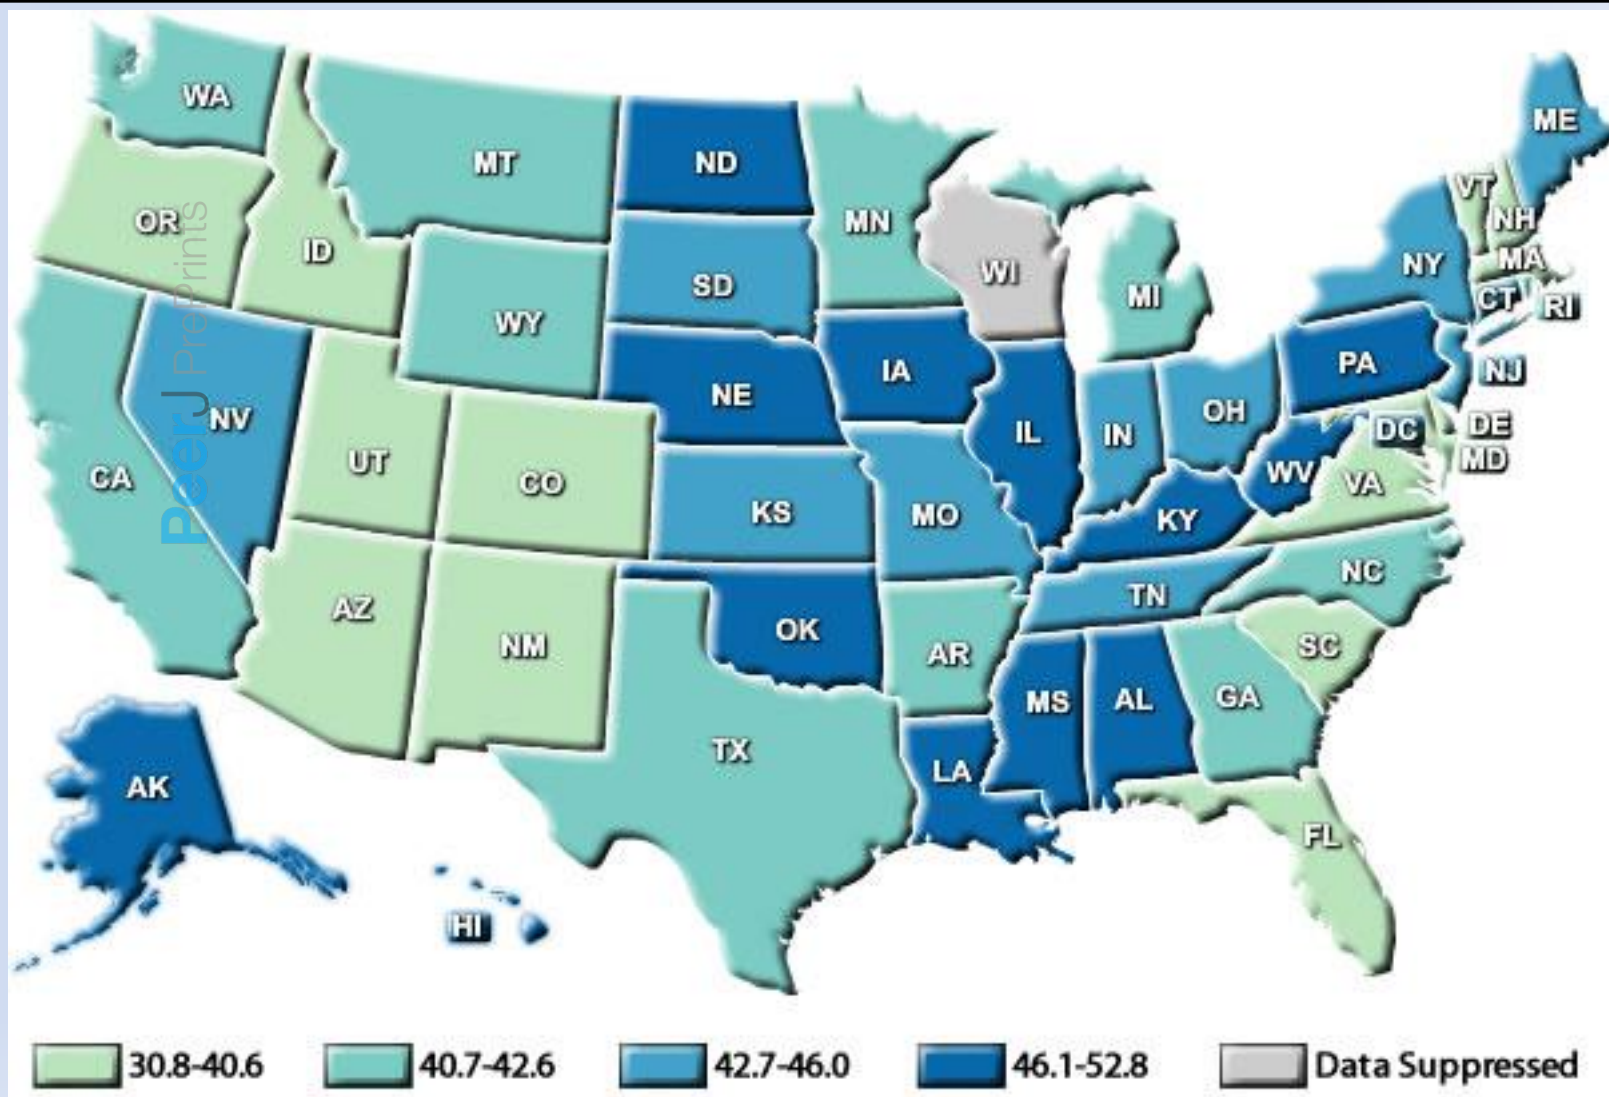 WA
MT
ND
MN
ME
OR
ID
SD
WI
MI
VT
NH
NY
MA
CT
RI
WY
IA
NE
PA
NJ
NV
UT
CO
CA
KS
MO
IL
IN
OH
DC
DE
MD
WV
VA
KY
AZ
NM
OK
AR
TN
NC
SC
MS
AL
GA
TX
LA
AK
HI
FL
PeerJ PrePrints
30.8-40.6
40.7-42.6
42.7-46.0
46.1-52.8
Data Suppressed